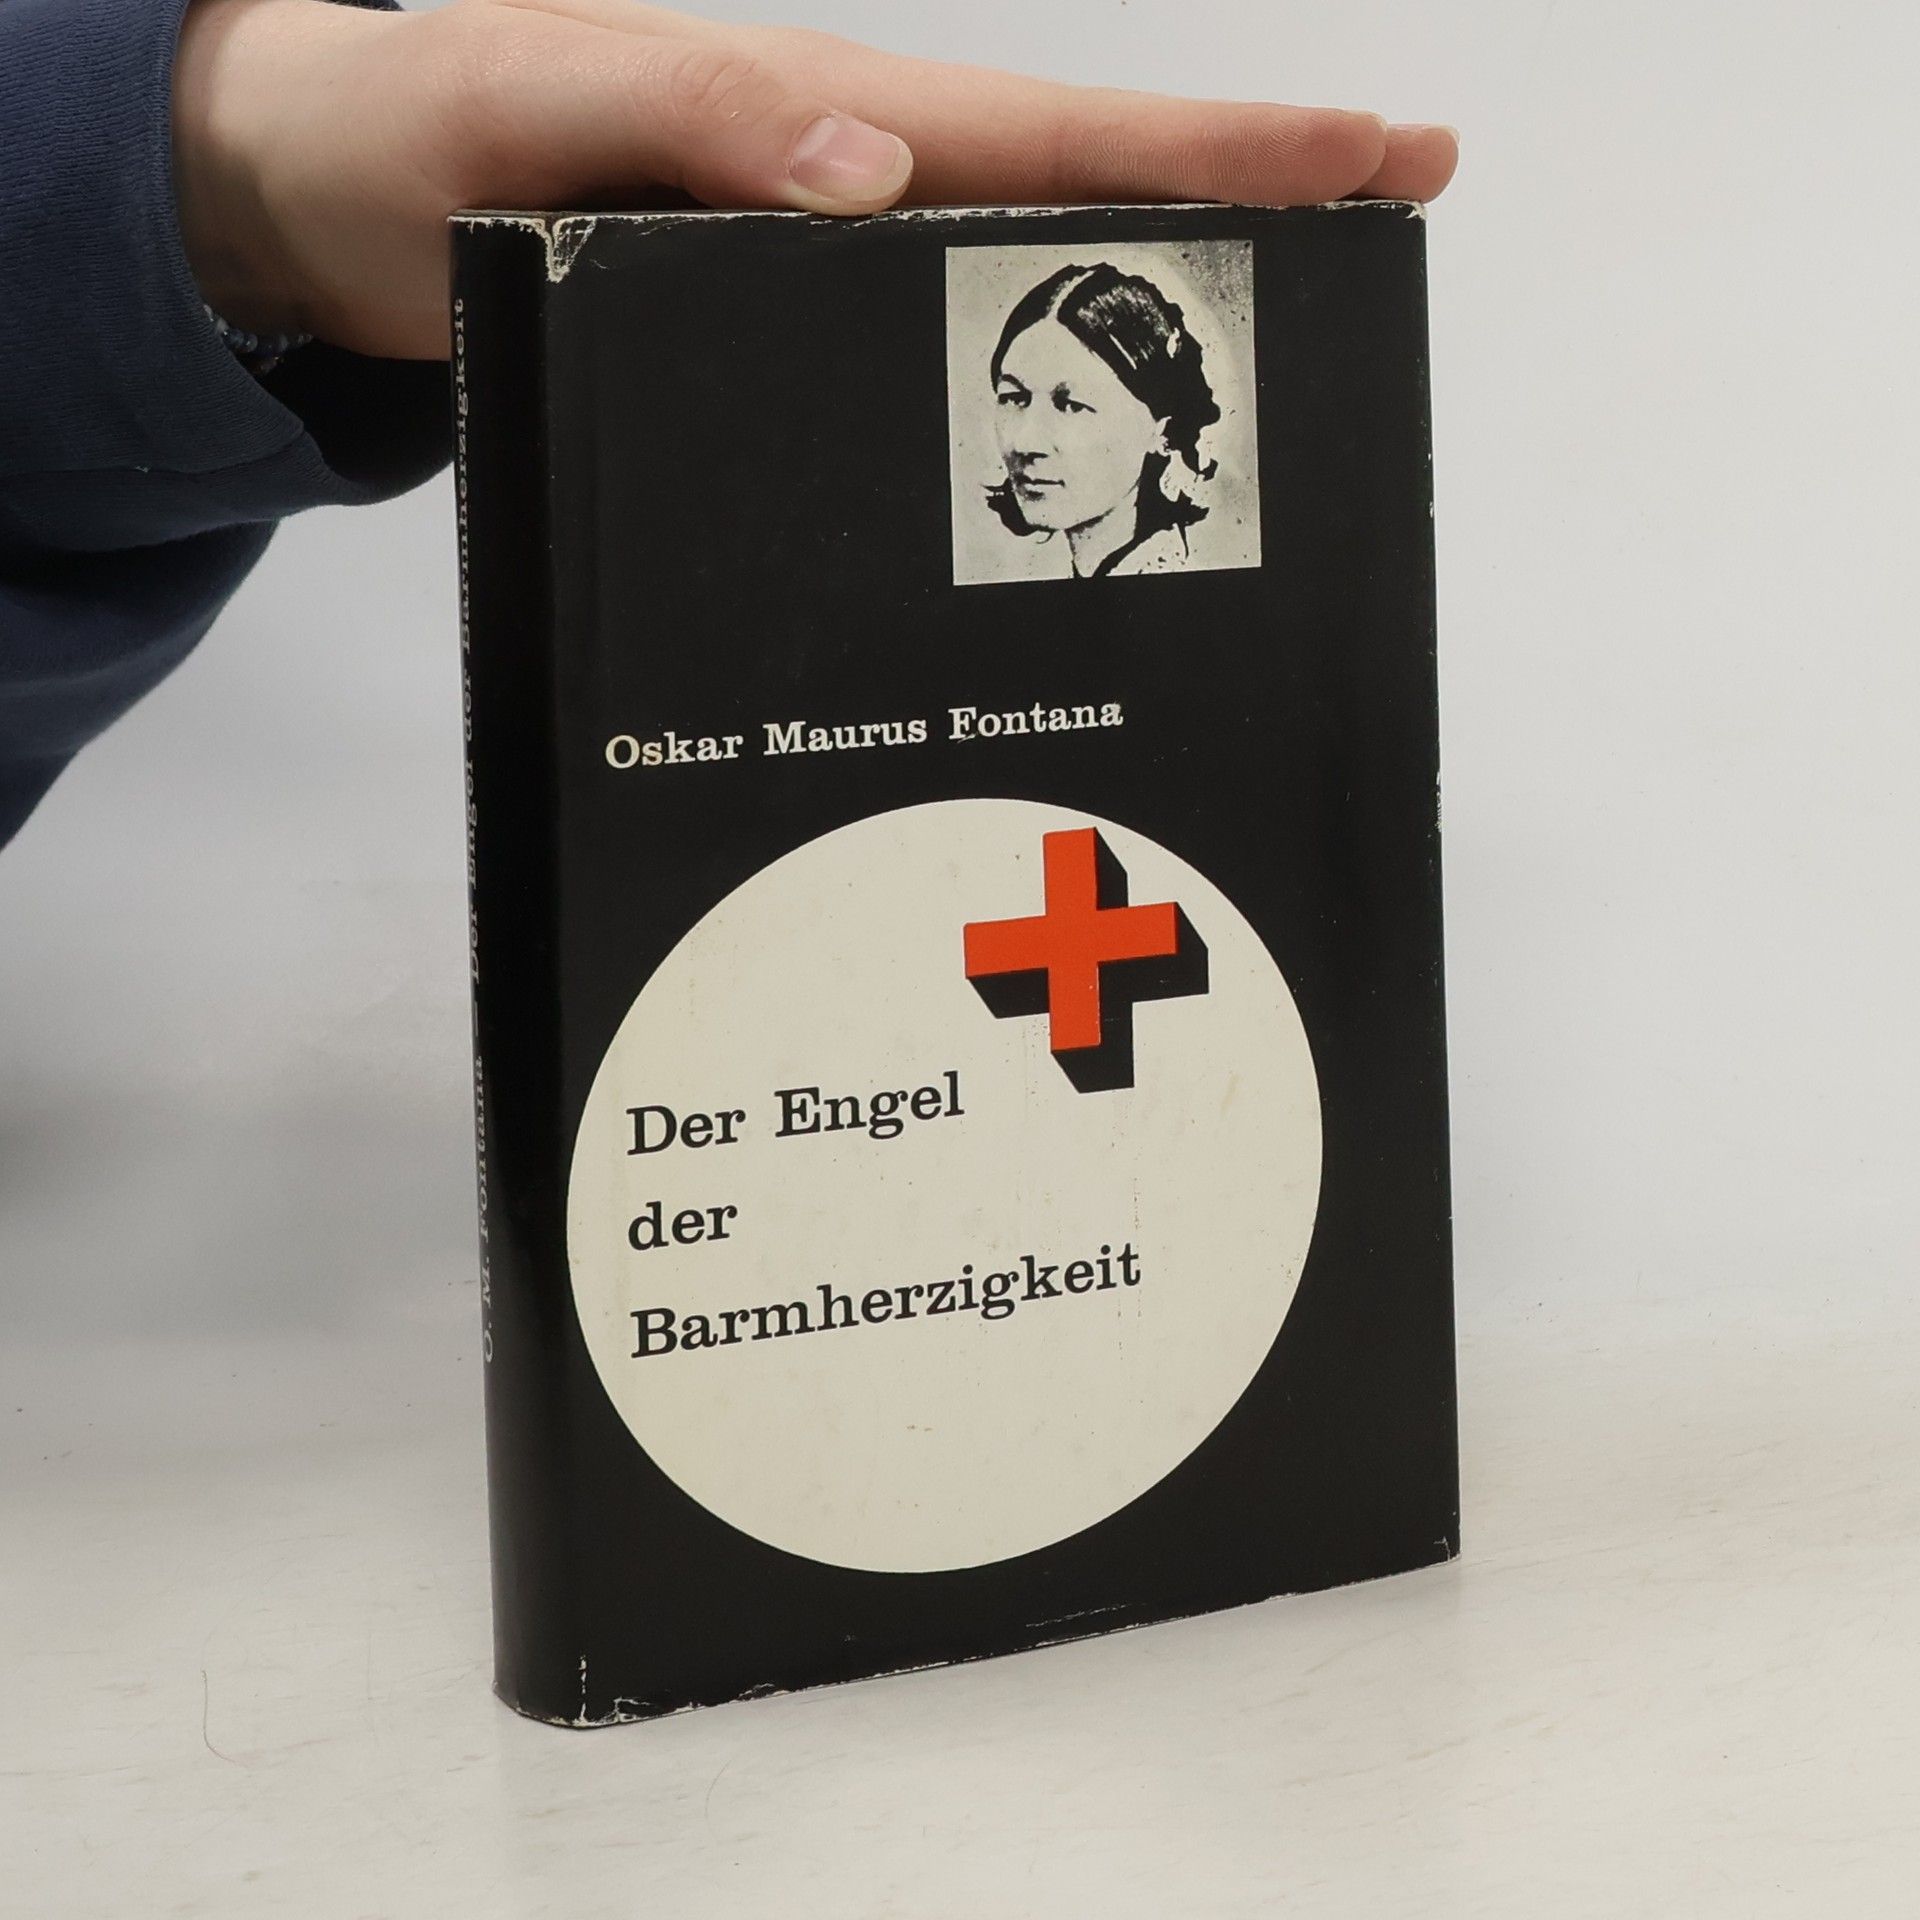 Oskar Maurus Fontana
Der Engel
der
Barmherzigkeit
O. M. Fontana — Der Engel der Barmherzigkeit